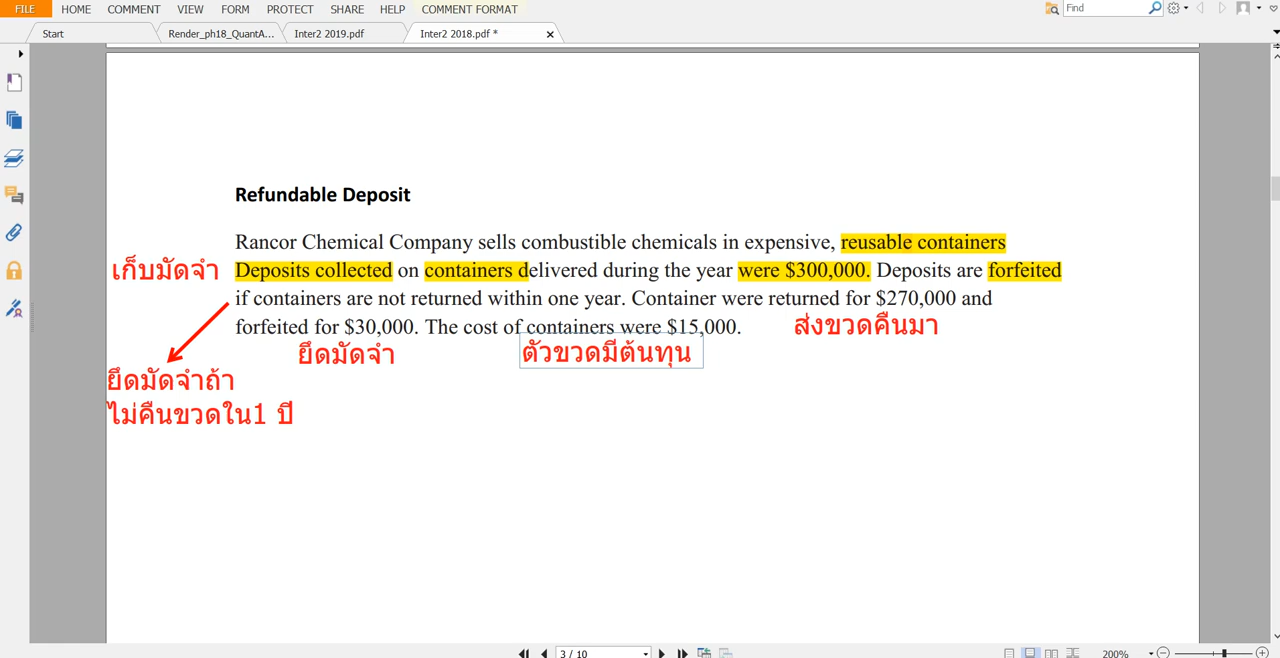 FILE HOME COMMENT VIEW FORM PROTECT SHARE HELP COMMENT FORMAT Find
Start Render_ph18_QuantA... Inter2 2019.pdf Inter2 2018.pdf *
Refundable Deposit
Rancor Chemical Company sells combustible chemicals in expensive, reusable containers
เก็บมัดจำ
Deposits collected on containers delivered during the year were $300,000. Deposits are forfeited
if containers are not returned within one year. Container were returned for $270,000 and
forfeited for $30,000. The cost of containers were $15,000.
ส่งขวดคืนมา
ยึดมัดจำ
ตัวขวดมีต้นทุน
ยึดมัดจำถ้า
ไม่คืนขวดใน1 ปี
3 / 10
200%